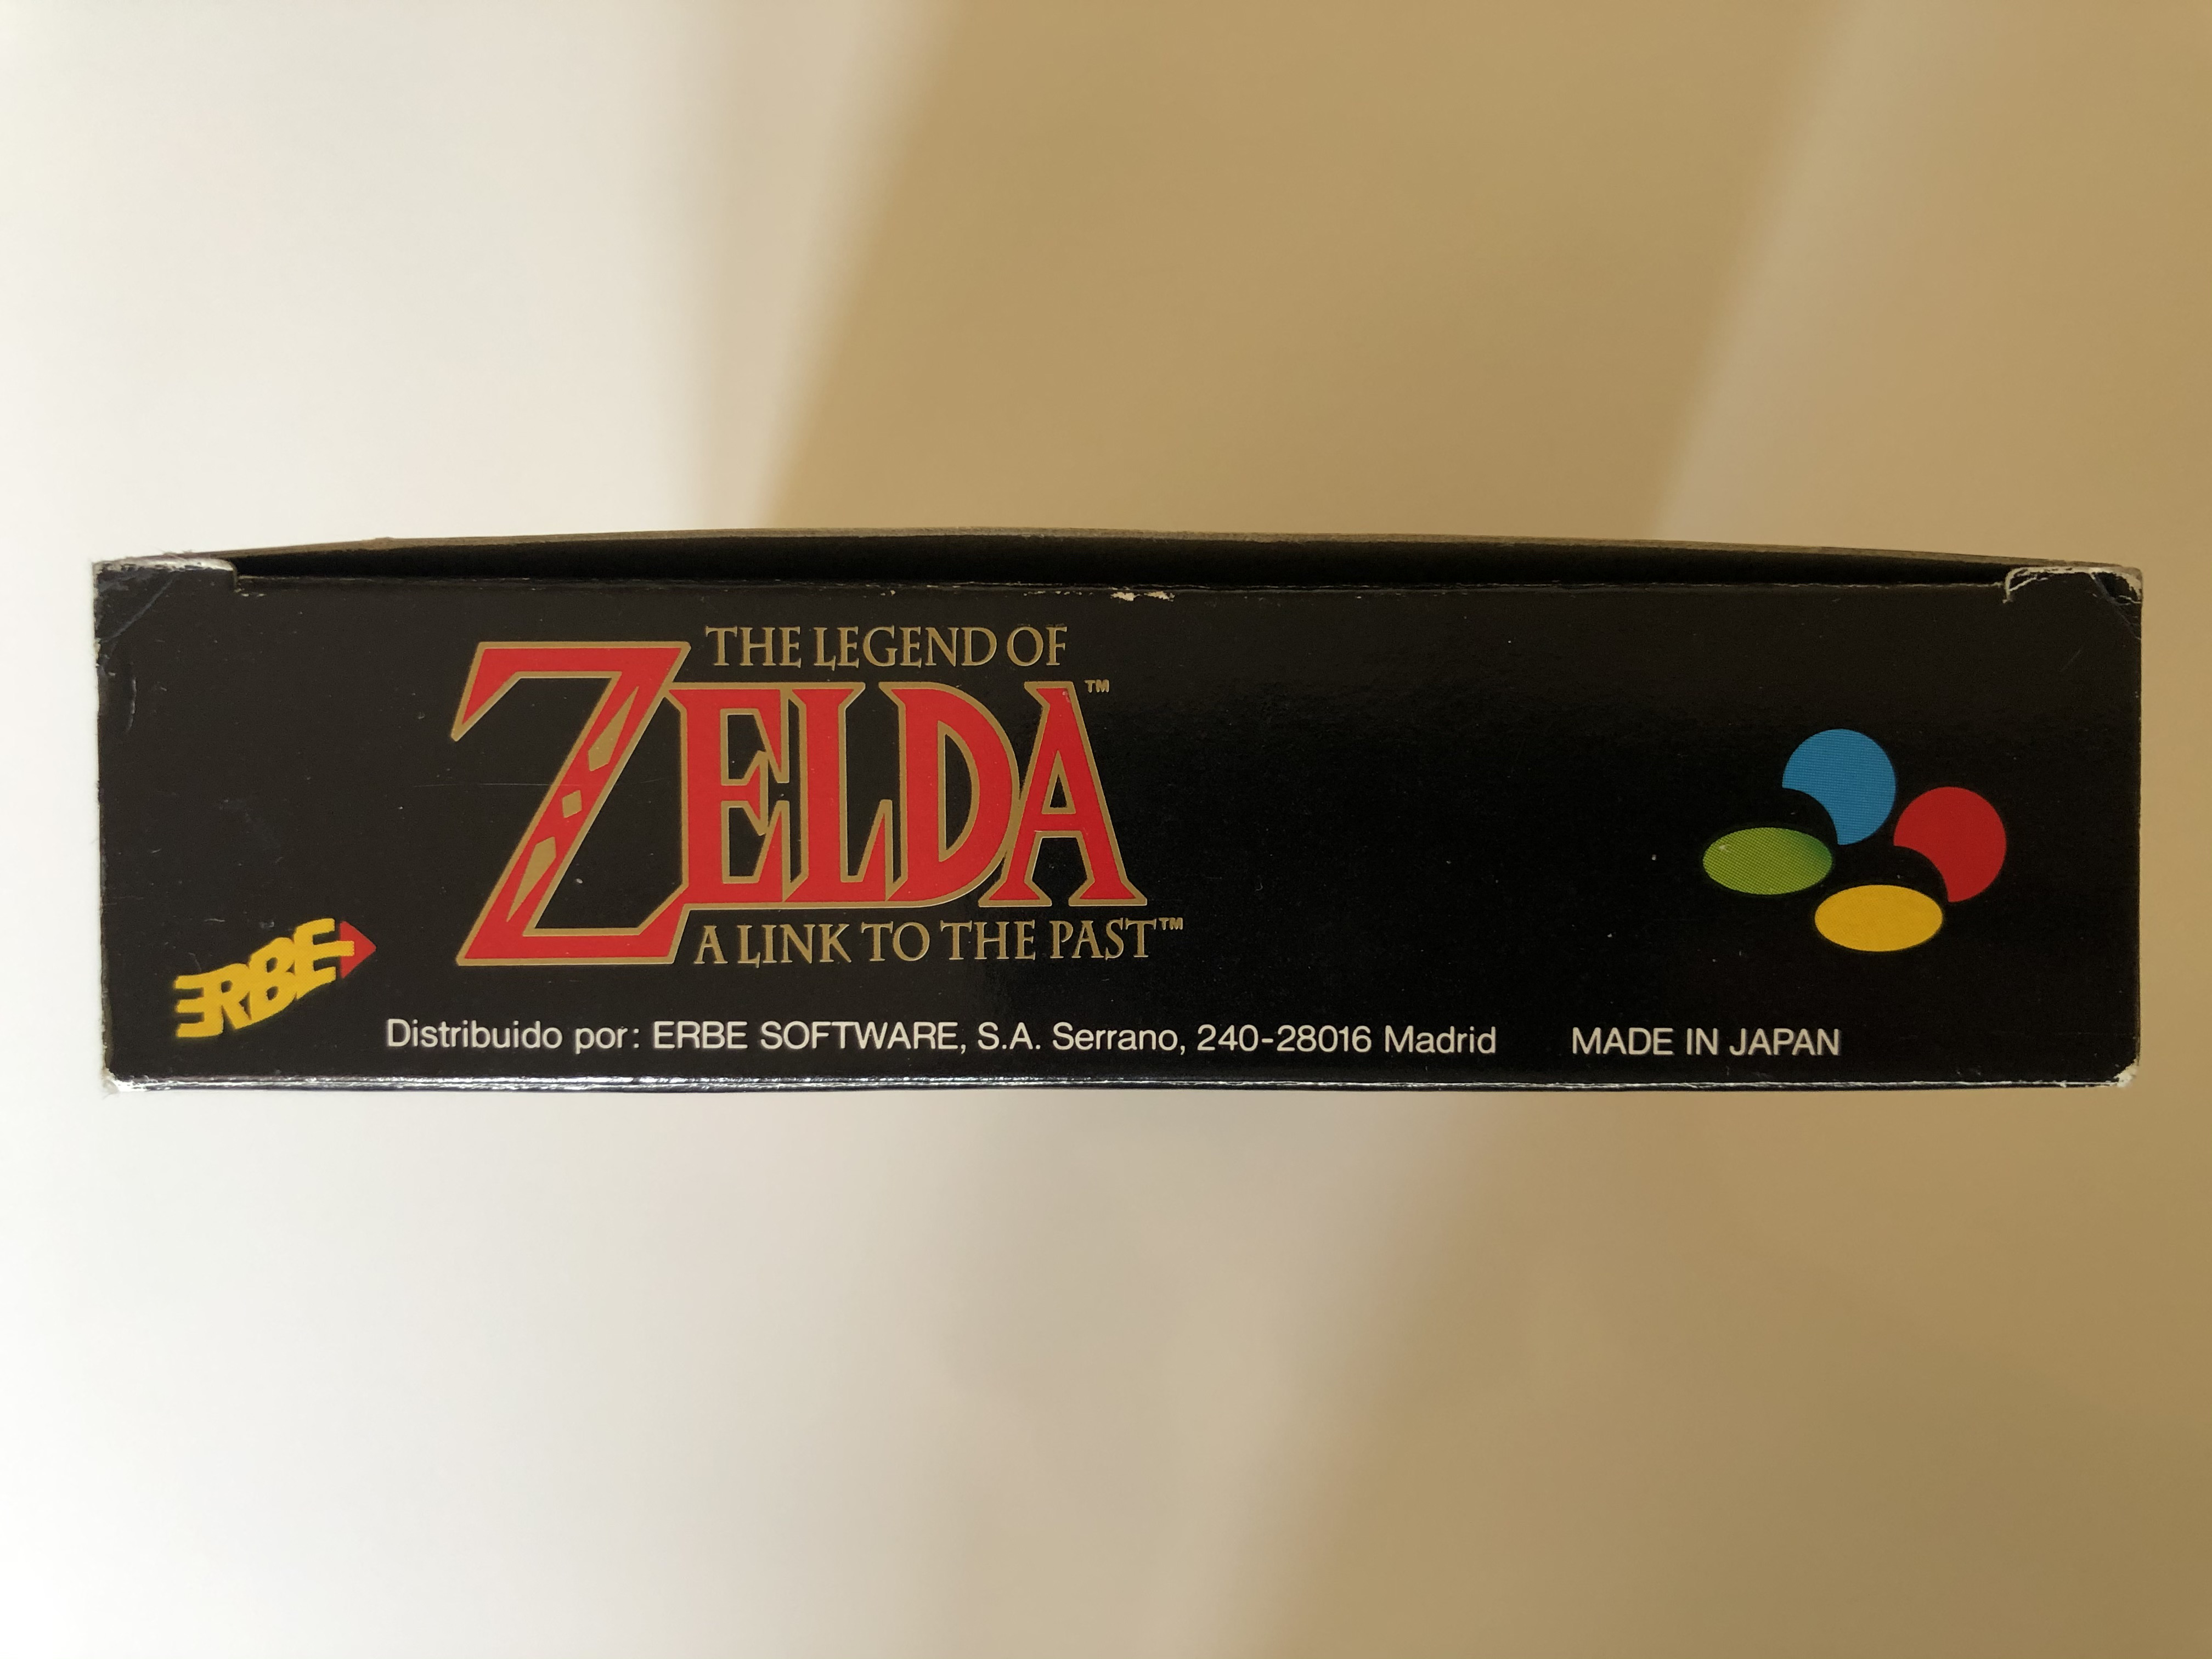 THE LEGEND OF
ZELDA™
A LINK TO THE PAST™
ERBE
Distribuido por: ERBE SOFTWARE, S.A. Serrano, 240-28016 Madrid MADE IN JAPAN